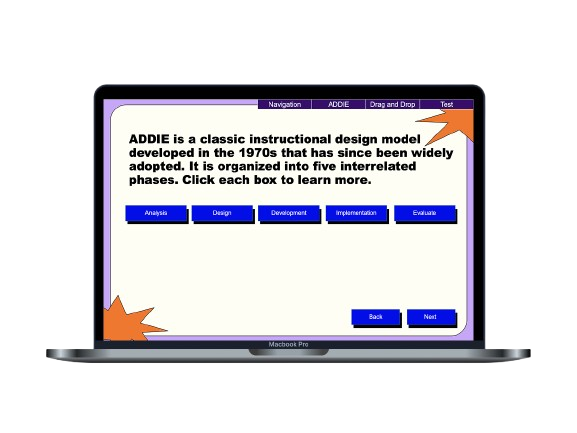 Navigation ADDIE Drag and Drop Test
ADDIE is a classic instructional design model
developed in the 1970s that has since been widely
adopted. It is organized into five interrelated
phases. Click each box to learn more.
Analysis Design Development Implementation Evaluate
Back Next
Macbook Pro